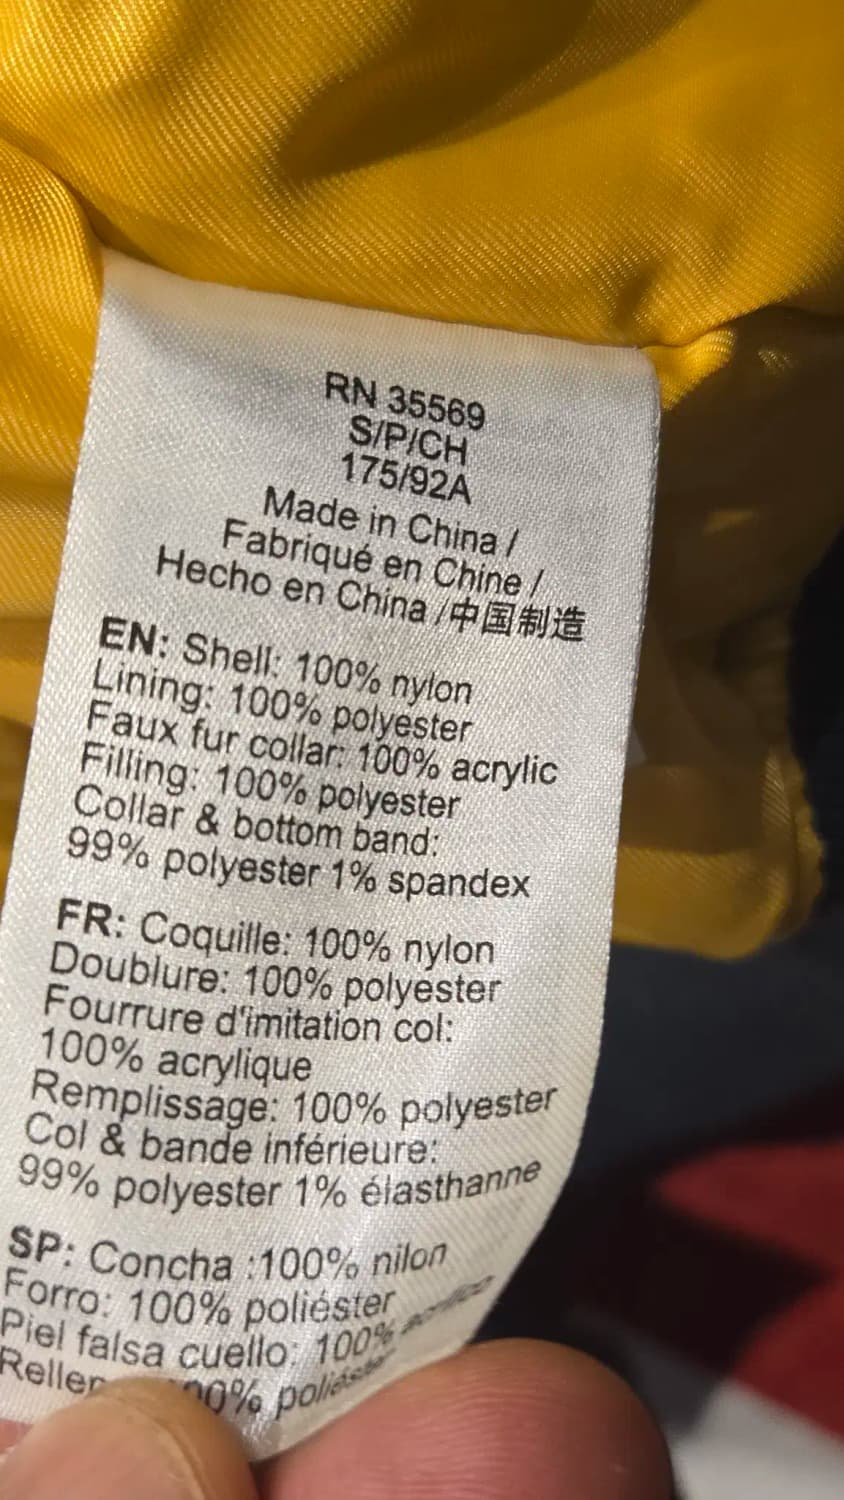 RN 35569
S/P/CH
175/92A
Made in China /
Fabriqué en Chine /
Hecho en China /中国制造
EN: Shell: 100% nylon
Lining: 100% polyester
Faux fur collar: 100% acrylic
Filling: 100% polyester
Collar & bottom band:
99% polyester 1% spandex
FR: Coquille: 100% nylon
Doublure: 100% polyester
Fourrure d'imitation col:
100% acrylique
Remplissage: 100% polyester
Col & bande inférieure:
99% polyester 1% élasthanne
SP: Concha :100% nilon
Forro: 100% poliéster
Piel falsa cuello: 100% acrílico
poliéster